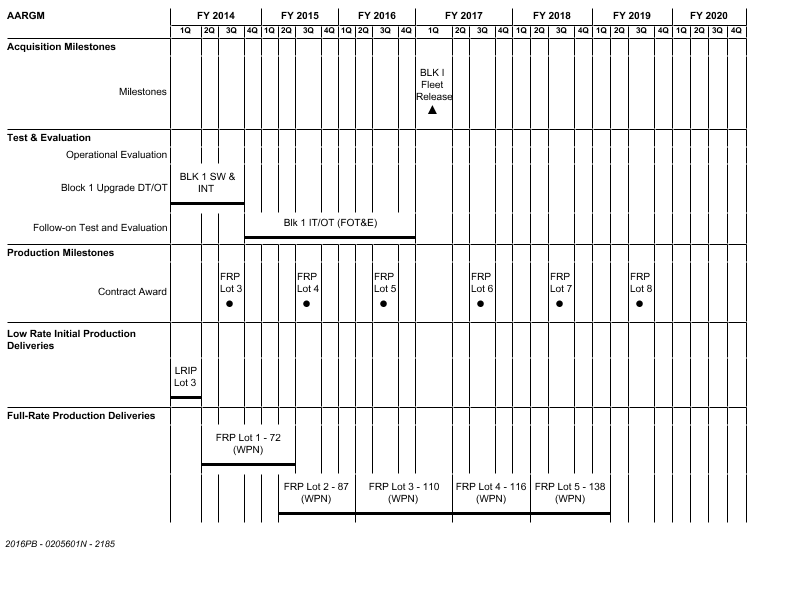 AARGM FY 2014 FY 2015 FY 2016 FY 2017 FY 2018 FY 2019 FY 2020
1Q 2Q 3Q 4Q 1Q 2Q 3Q 4Q 1Q 2Q 3Q 4Q 1Q 2Q 3Q 4Q 1Q 2Q 3Q 4Q 1Q 2Q 3Q 4Q 1Q 2Q 3Q 4Q
Acquisition Milestones
Milestones
BLK I
Fleet
Release
Test & Evaluation
Operational Evaluation
Block 1 Upgrade DT/OT
BLK 1 SW &
INT
Follow-on Test and Evaluation
Blk 1 IT/OT (FOT&E)
Production Milestones
Contract Award
FRP
Lot 3
FRP
Lot 4
FRP
Lot 5
FRP
Lot 6
FRP
Lot 7
FRP
Lot 8
Low Rate Initial Production
Deliveries
LRIP
Lot 3
Full-Rate Production Deliveries
FRP Lot 1 - 72
(WPN)
FRP Lot 2 - 87
(WPN)
FRP Lot 3 - 110
(WPN)
FRP Lot 4 - 116
(WPN)
FRP Lot 5 - 138
(WPN)
2016PB - 0205601N - 2185